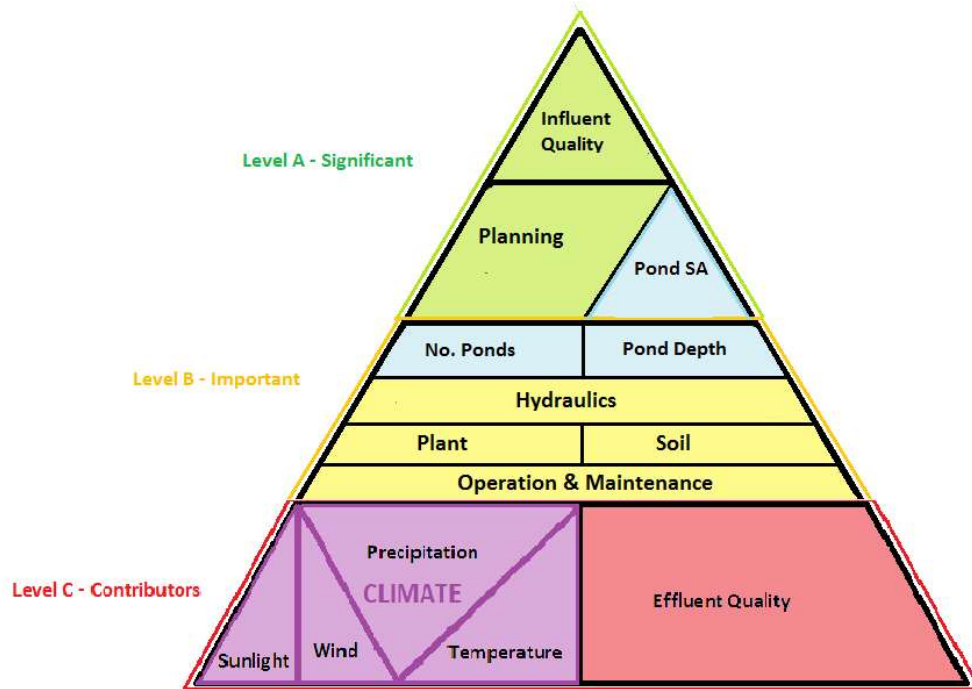 Influent
Quality
Level A - Significant
Planning
Pond SA
No. Ponds
Pond Depth
Level B - Important
Hydraulics
Plant
Soil
Operation & Maintenance
Precipitation
Level C - Contributors
CLIMATE
Effluent Quality
Sunlight
Wind
Temperature